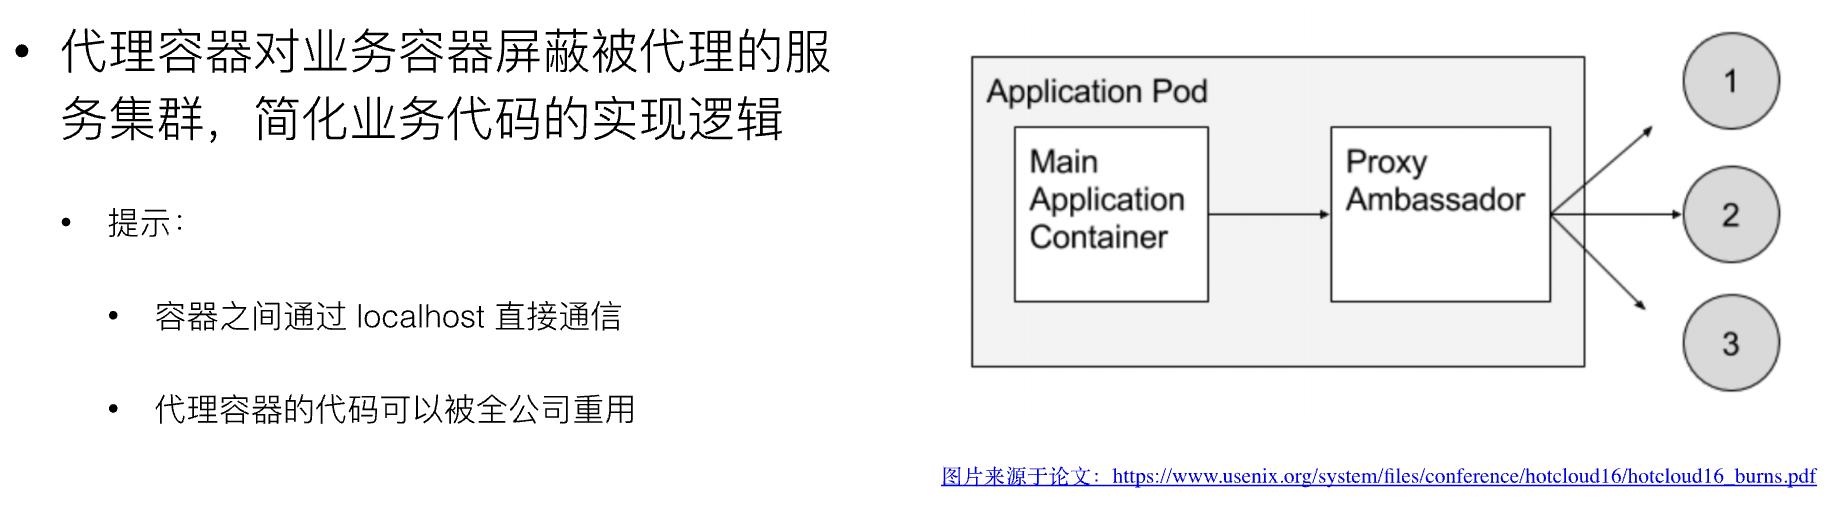 • 代理容器对业务容器屏蔽被代理的服
务集群，简化业务代码的实现逻辑
• 提示：
• 容器之间通过 localhost 直接通信
• 代理容器的代码可以被全公司重用
Application Pod
Main
Application
Container
Proxy
Ambassador
1
2
3
图片来源于论文：https://www.usenix.org/system/files/conference/hotcloud16/hotcloud16_burns.pdf